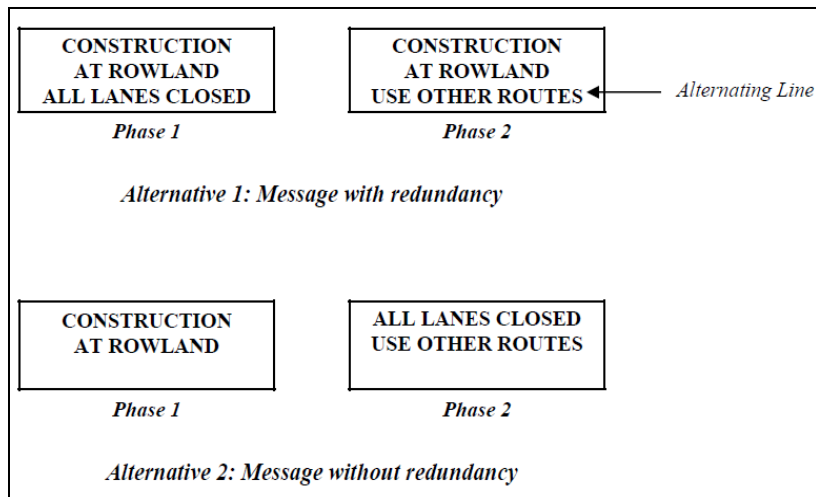 CONSTRUCTION
AT ROWLAND
ALL LANES CLOSED
Phase 1
CONSTRUCTION
AT ROWLAND
USE OTHER ROUTES
Phase 2
Alternating Line
Alternative 1: Message with redundancy
CONSTRUCTION
AT ROWLAND
Phase 1
ALL LANES CLOSED
USE OTHER ROUTES
Phase 2
Alternative 2: Message without redundancy